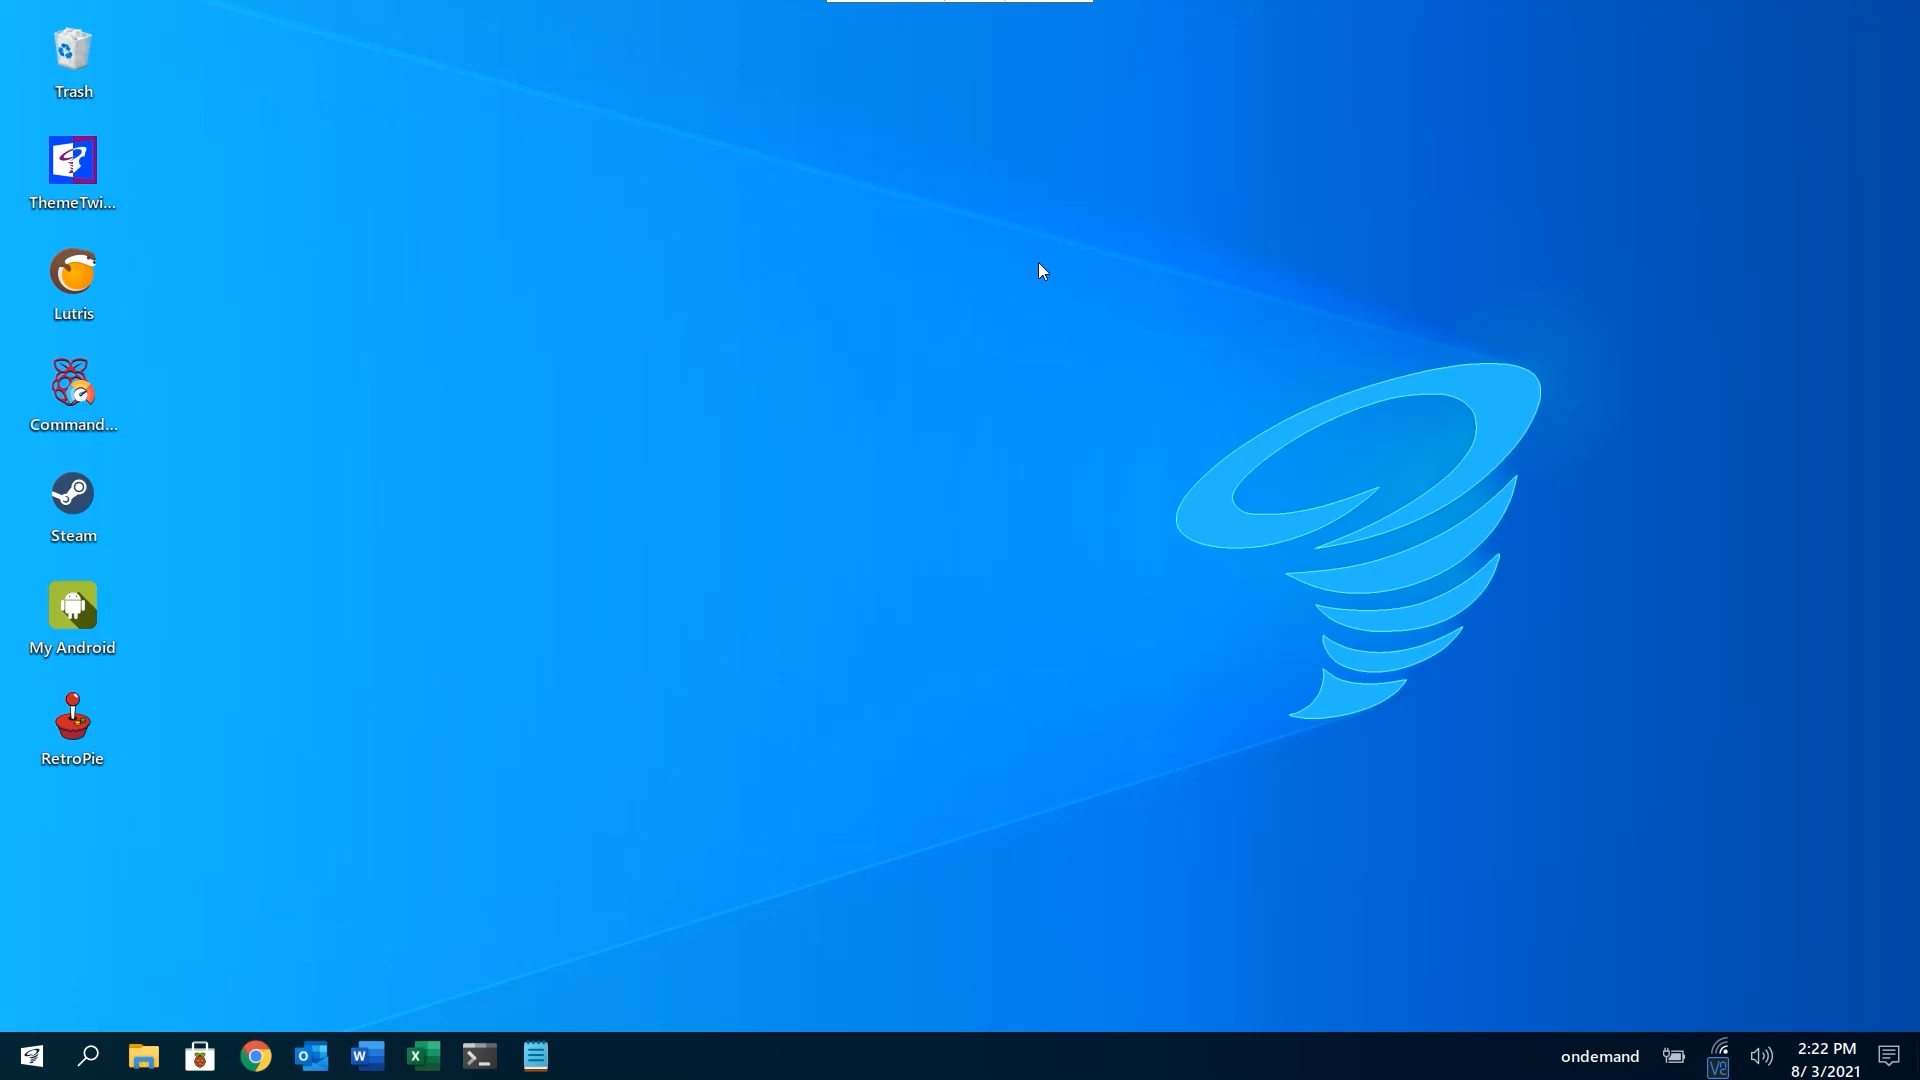 Trash
ThemeTwi...
Lutris
Command...
Steam
My Android
RetroPie
ondemand
2:22 PM
8/ 3/2021